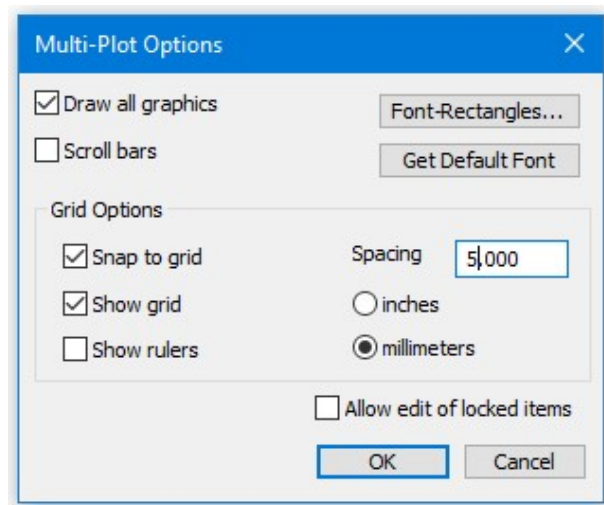 Multi-Plot Options
Draw all graphics
Font-Rectangles...
Scroll bars
Get Default Font
Grid Options
Snap to grid
Spacing
5.000
Show grid
inches
Show rulers
millimeters
Allow edit of locked items
OK
Cancel